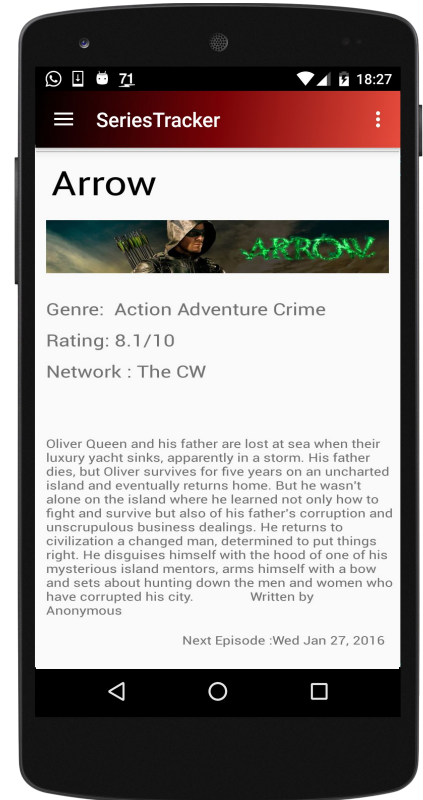 71 18:27
SeriesTracker
Arrow
ARROW
Genre:  Action Adventure Crime
Rating: 8.1/10
Network : The CW
Oliver Queen and his father are lost at sea when their
luxury yacht sinks, apparently in a storm. His father
dies, but Oliver survives for five years on an uncharted
island and eventually returns home. But he wasn't
alone on the island where he learned not only how to
fight and survive but also of his father's corruption and
unscrupulous business dealings. He returns to
civilization a changed man, determined to put things
right. He disguises himself with the hood of one of his
mysterious island mentors, arms himself with a bow
and sets about hunting down the men and women who
have corrupted his city. Written by
Anonymous
Next Episode :Wed Jan 27, 2016